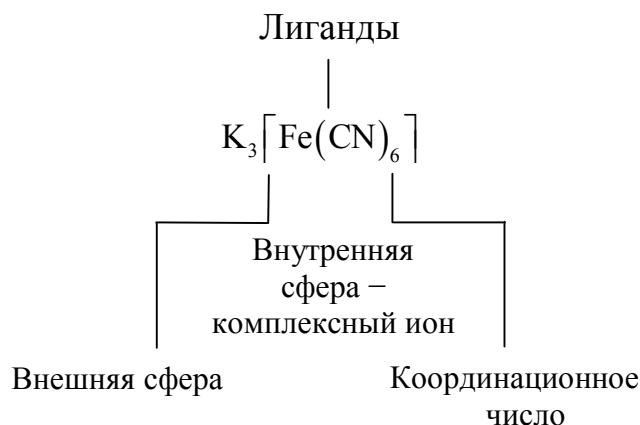 Лиганды
K₃⌈Fe(CN)₆⌉
Внутренняя
сфера −
комплексный ион
Внешняя сфера
Координационное
число